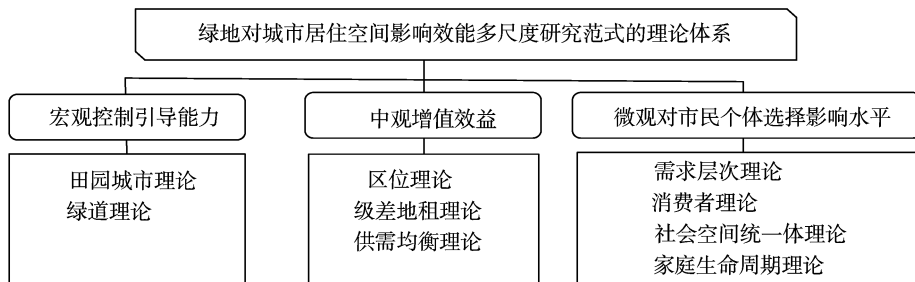 绿地对城市居住空间影响效能多尺度研究范式的理论体系
宏观控制引导能力
田园城市理论
绿道理论
中观增值效益
区位理论
级差地租理论
供需均衡理论
微观对市民个体选择影响水平
需求层次理论
消费者理论
社会空间统一体理论
家庭生命周期理论